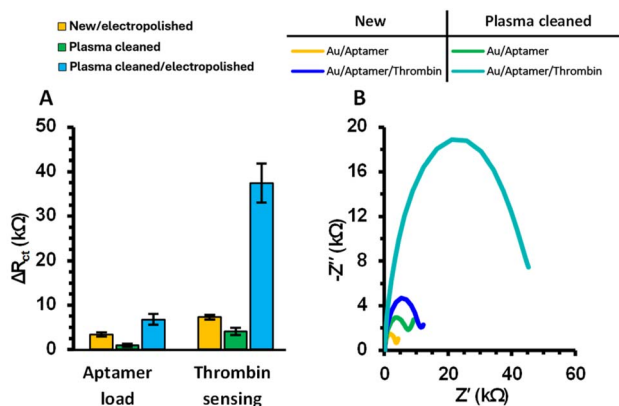 New/electropolished
Plasma cleaned
Plasma cleaned/electropolished
New Plasma cleaned
Au/Aptamer Au/Aptamer
Au/Aptamer/Thrombin Au/Aptamer/Thrombin
A
50
40
30
20
10
0
ΔRct (kΩ)
Aptamer load
Thrombin sensing
B
20
16
12
8
4
0
-Z″ (kΩ)
0 20 40 60
Z′ (kΩ)